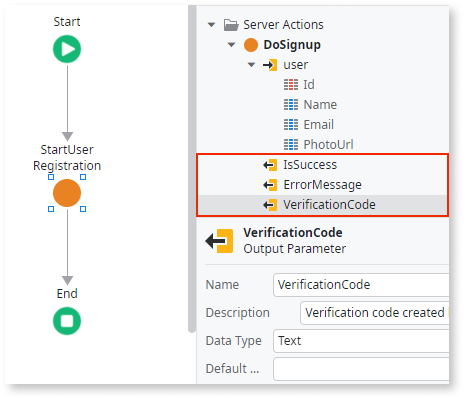 Start
StartUser
Registration
End
Server Actions
DoSignup
user
Id
Name
Email
PhotoUrl
IsSuccess
ErrorMessage
VerificationCode
VerificationCode
Output Parameter
Name
VerificationCode
Description
Verification code created
Data Type
Text
Default ...